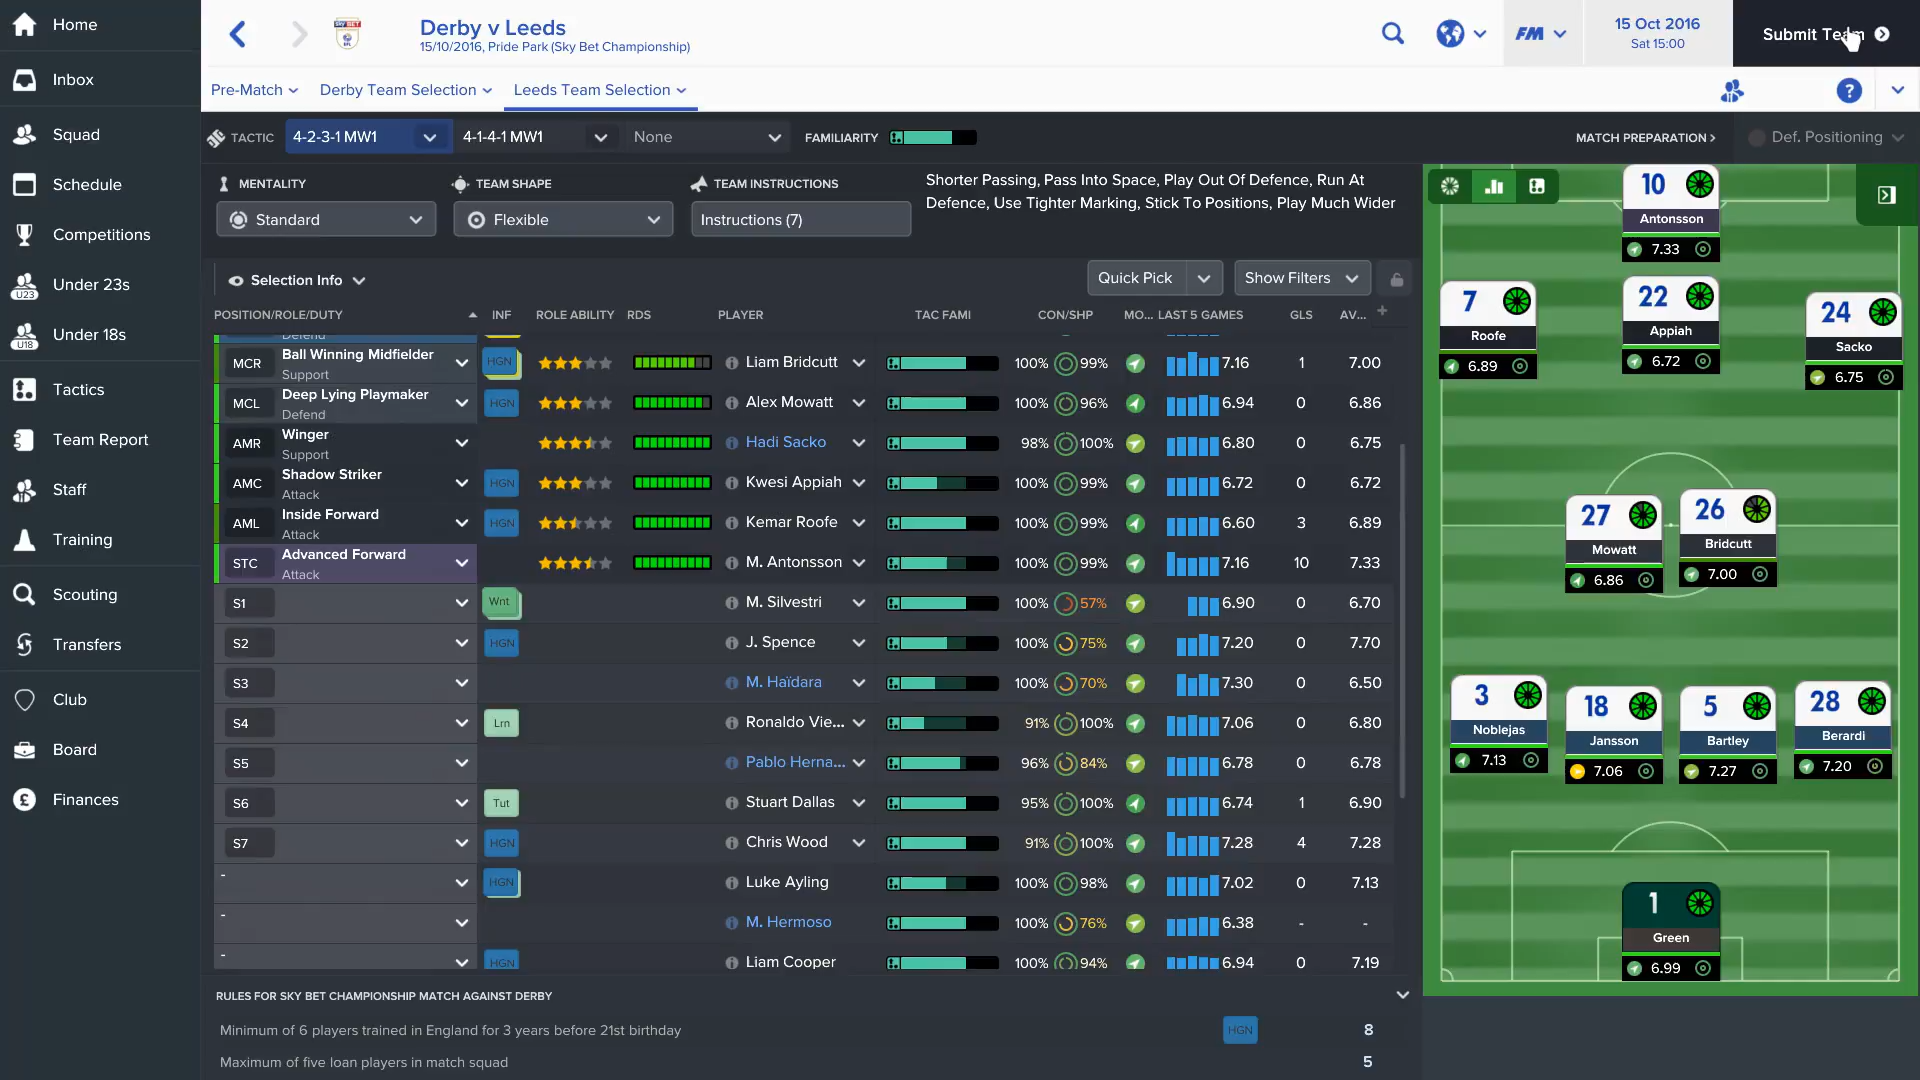 Home
Inbox
Squad
Schedule
Competitions
Under 23s
U23
Under 18s
U18
Tactics
Team Report
Staff
Training
Scouting
Transfers
Club
Board
Finances
Derby v Leeds
15/10/2016, Pride Park (Sky Bet Championship)
FM
15 Oct 2016
Sat 15:00
Submit Team
Pre-Match
Derby Team Selection
Leeds Team Selection
TACTIC
4-2-3-1 MW1
4-1-4-1 MW1
None
FAMILIARITY
MATCH PREPARATION >
Def. Positioning
MENTALITY
Standard
TEAM SHAPE
Flexible
TEAM INSTRUCTIONS
Instructions (7)
Shorter Passing, Pass Into Space, Play Out Of Defence, Run At
Defence, Use Tighter Marking, Stick To Positions, Play Much Wider
Selection Info
Quick Pick
Show Filters
POSITION/ROLE/DUTY INF ROLE ABILITY RDS PLAYER TAC FAMI CON/SHP MO... LAST 5 GAMES GLS AV... +
Defend
MCR Ball Winning Midfielder Support HGN Liam Bridcutt 100% 99% 7.16 1 7.00
MCL Deep Lying Playmaker Defend HGN Alex Mowatt 100% 96% 6.94 0 6.86
AMR Winger Support Hadi Sacko 98% 100% 6.80 0 6.75
AMC Shadow Striker Attack HGN Kwesi Appiah 100% 99% 6.72 0 6.72
AML Inside Forward Attack HGN Kemar Roofe 100% 99% 6.60 3 6.89
STC Advanced Forward Attack M. Antonsson 100% 99% 7.16 10 7.33
S1 Wnt M. Silvestri 100% 57% 6.90 0 6.70
S2 HGN J. Spence 100% 75% 7.20 0 7.70
S3 M. Haïdara 100% 70% 7.30 0 6.50
S4 Lrn Ronaldo Vie... 91% 100% 7.06 0 6.80
S5 Pablo Herna... 96% 84% 6.78 0 6.78
S6 Tut Stuart Dallas 95% 100% 6.74 1 6.90
S7 HGN Chris Wood 91% 100% 7.28 4 7.28
- HGN Luke Ayling 100% 98% 7.02 0 7.13
- M. Hermoso 100% 76% 6.38 - -
- HGN Liam Cooper 100% 94% 6.94 0 7.19
RULES FOR SKY BET CHAMPIONSHIP MATCH AGAINST DERBY
Minimum of 6 players trained in England for 3 years before 21st birthday HGN 8
Maximum of five loan players in match squad 5
10
Antonsson
7.33
7
Roofe
6.89
22
Appiah
6.72
24
Sacko
6.75
27
Mowatt
6.86
26
Bridcutt
7.00
3
Noblejas
7.13
18
Jansson
7.06
5
Bartley
7.27
28
Berardi
7.20
1
Green
6.99